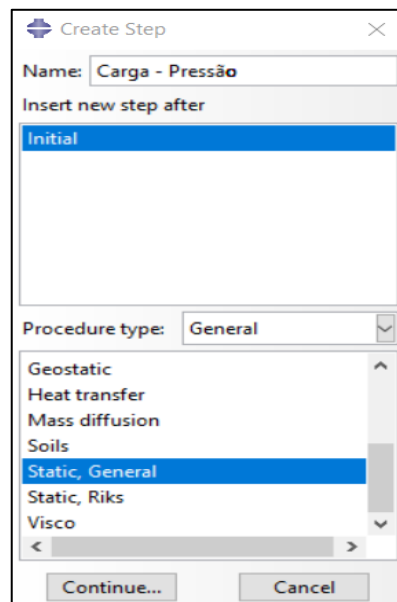 Create Step
Name: Carga - Pressão
Insert new step after
Initial
Procedure type: General
Geostatic
Heat transfer
Mass diffusion
Soils
Static, General
Static, Riks
Visco
Continue... Cancel